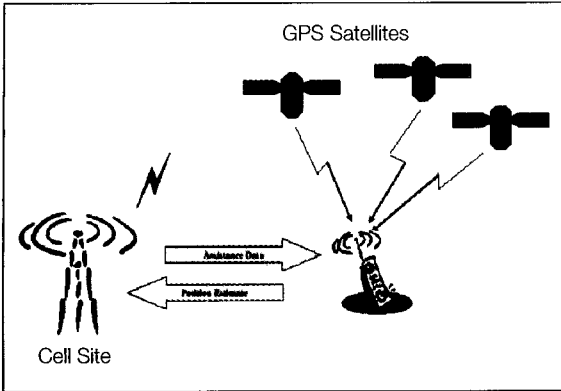 GPS Satellites
Assistance Data
Position Estimate
Cell Site